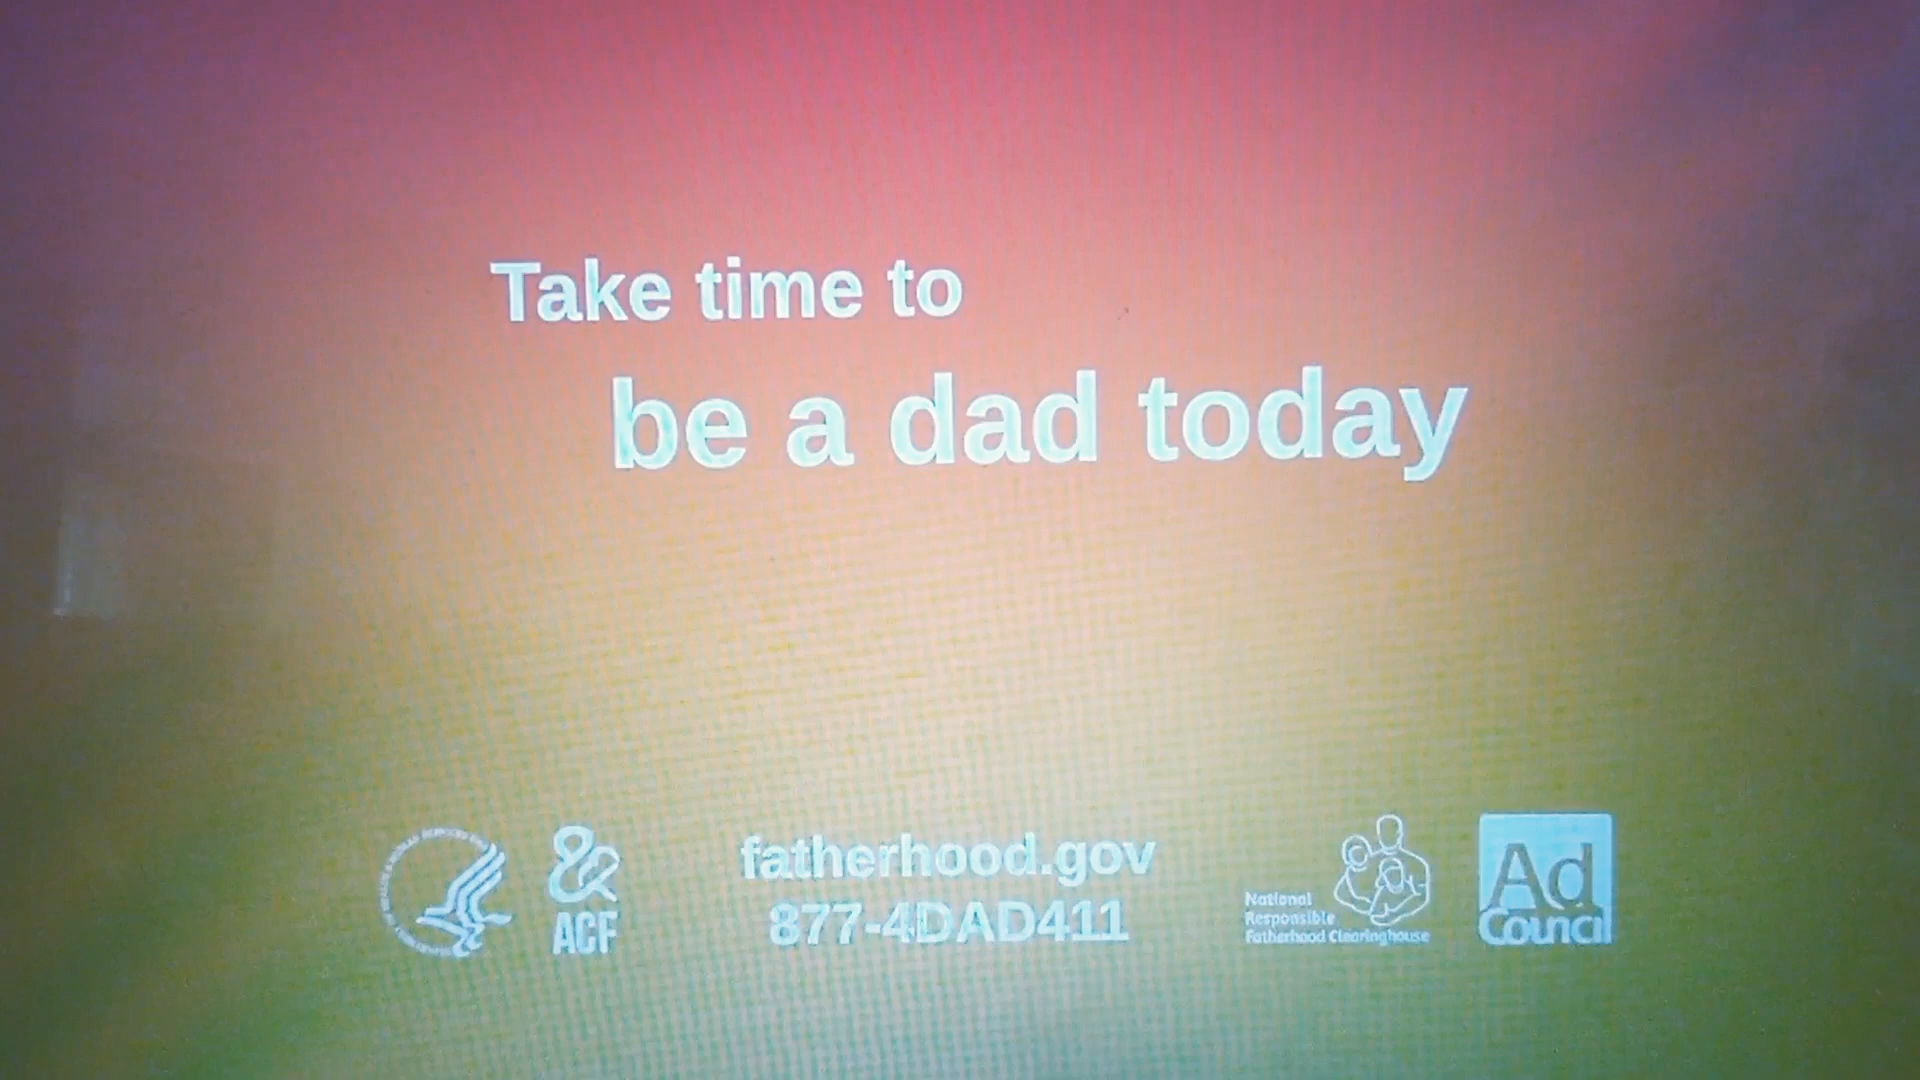 Take time to
be a dad today
fatherhood.gov
877-4DAD411
ACF
National
Responsible
Fatherhood Clearinghouse
Ad
Council